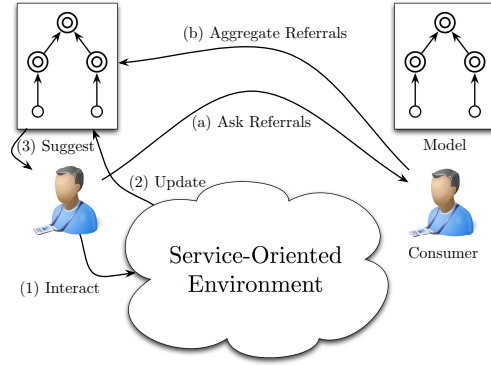 (b) Aggregate Referrals
(a) Ask Referrals
(3) Suggest
Model
(2) Update
Service-Oriented
Environment
Consumer
(1) Interact